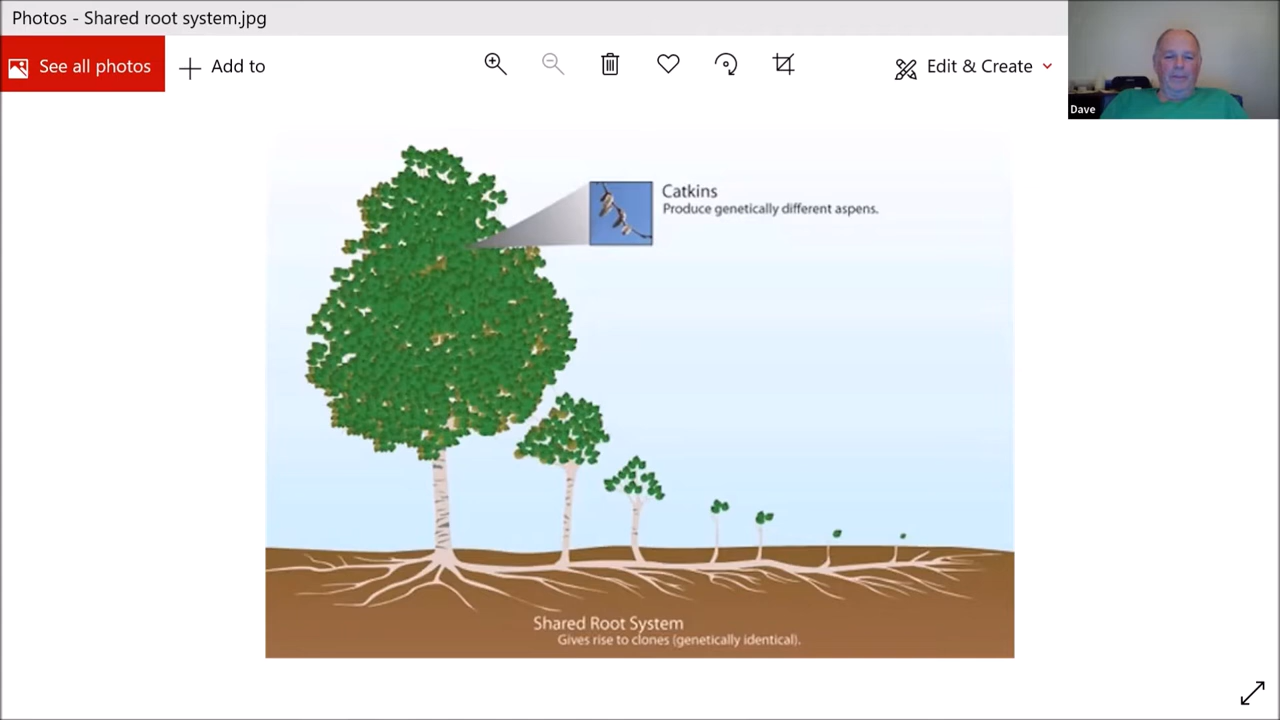 Photos - Shared root system.jpg
See all photos
Add to
Edit & Create
Dave
Catkins
Produce genetically different aspens.
Shared Root System
Gives rise to clones (genetically identical).